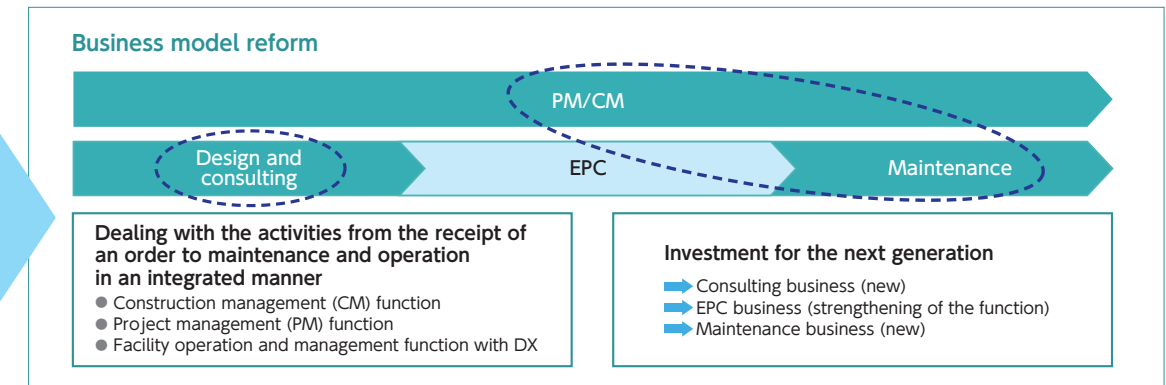 Business model reform
PM/CM
Design and
consulting
EPC
Maintenance
Dealing with the activities from the receipt of
an order to maintenance and operation
in an integrated manner
● Construction management (CM) function
● Project management (PM) function
● Facility operation and management function with DX
Investment for the next generation
Consulting business (new)
EPC business (strengthening of the function)
Maintenance business (new)